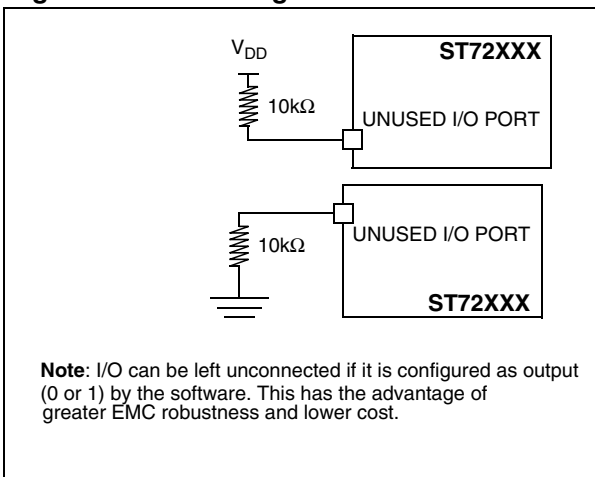 V_DD
ST72XXX
10kΩ
UNUSED I/O PORT
10kΩ
UNUSED I/O PORT
ST72XXX
Note: I/O can be left unconnected if it is configured as output
(0 or 1) by the software. This has the advantage of
greater EMC robustness and lower cost.